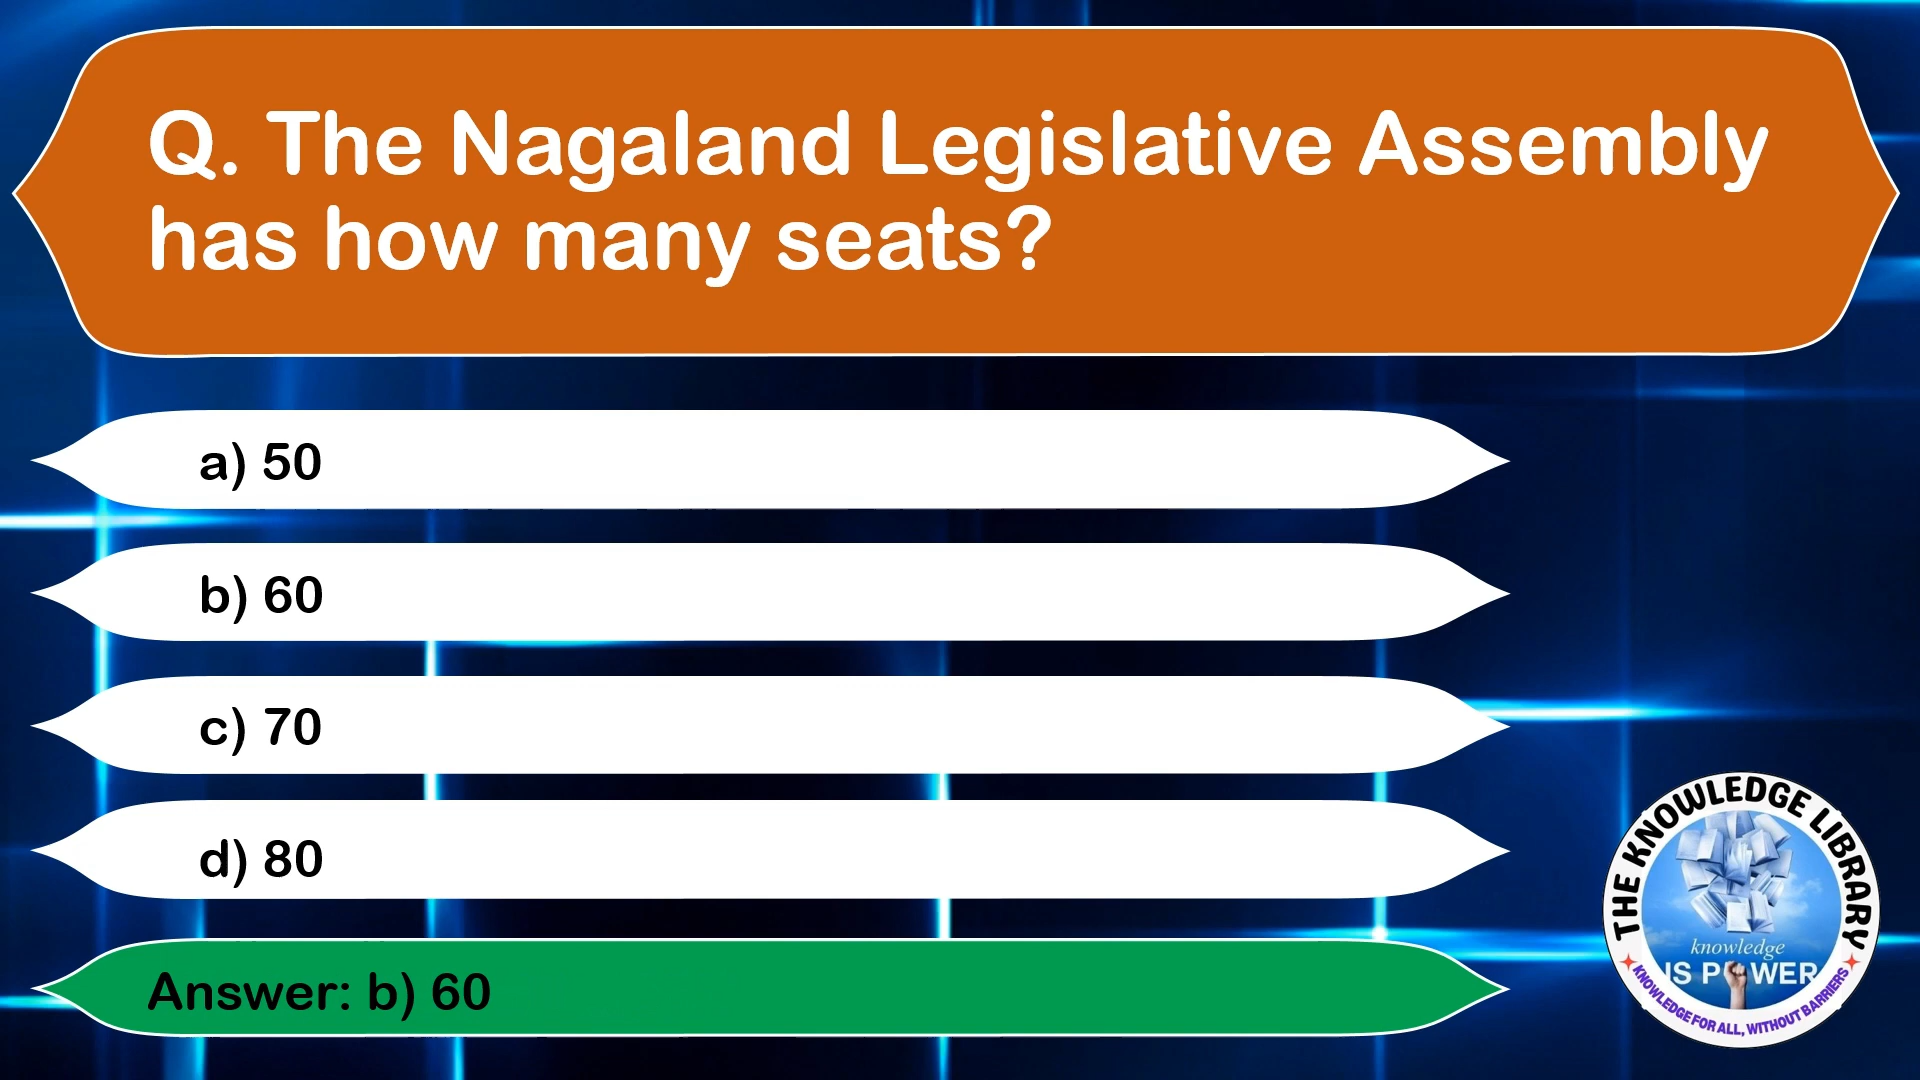 Q. The Nagaland Legislative Assembly
has how many seats?
a) 50
b) 60
c) 70
d) 80
Answer: b) 60
THE KNOWLEDGE LIBRARY
knowledge
IS POWER
KNOWLEDGE FOR ALL, WITHOUT BARRIERS